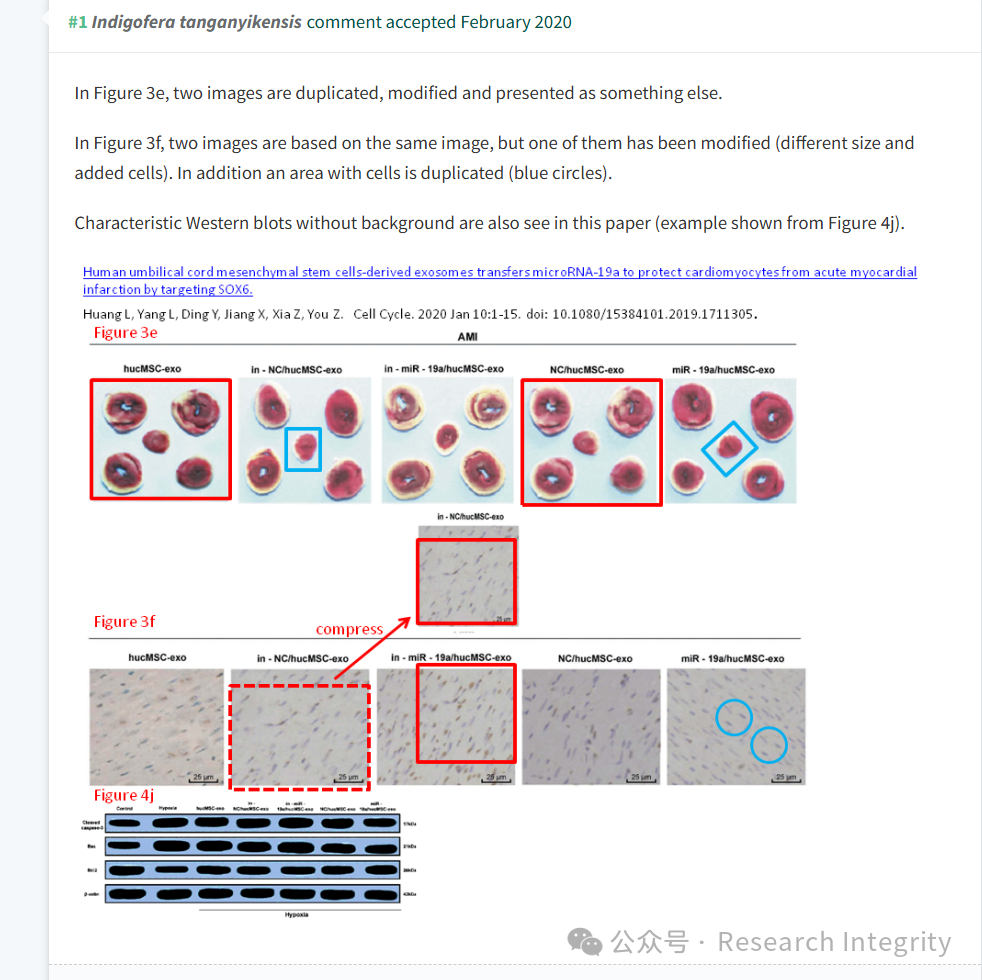 #1 Indigofera tanganyikensis comment accepted February 2020
In Figure 3e, two images are duplicated, modified and presented as something else.
In Figure 3f, two images are based on the same image, but one of them has been modified (different size and
added cells). In addition an area with cells is duplicated (blue circles).
Characteristic Western blots without background are also see in this paper (example shown from Figure 4j).
Human umbilical cord mesenchymal stem cells-derived exosomes transfers microRNA-19a to protect cardiomyocytes from acute myocardial
infarction by targeting SOX6.
Huang L, Yang L, Ding Y, Jiang X, Xia Z, You Z. Cell Cycle. 2020 Jan 10:1-15. doi: 10.1080/15384101.2019.1711305.
Figure 3e
AMI
hucMSC-exo in - NC/hucMSC-exo in - miR - 19a/hucMSC-exo NC/hucMSC-exo miR - 19a/hucMSC-exo
in - NC/hucMSC-exo
25 μm
Figure 3f
compress
hucMSC-exo in - NC/hucMSC-exo in - miR - 19a/hucMSC-exo NC/hucMSC-exo miR - 19a/hucMSC-exo
25 μm 25 μm 25 μm 25 μm 25 μm
Figure 4j
Control Hypoxia hucMSC-exo in - NC/hucMSC-exo in - miR - 19a/hucMSC-exo NC/hucMSC-exo miR - 19a/hucMSC-exo
Cleaved caspase-3 17kDa
Bax 21kDa
Bcl2 26kDa
β-actin 42kDa
Hypoxia
公众号 · Research Integrity